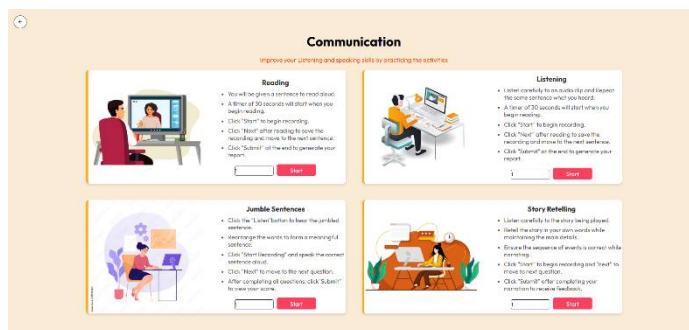 Communication
Improve your Listening and speaking skills by practicing the activities
Reading
• You will be given a sentence to read aloud.
• A timer of 30 seconds will start when you
begin reading.
• Click "Start" to begin recording.
• Click "Next" after reading to save the
recording and move to the next sentence.
• Click "Submit" at the end to generate your
report.
Start
Listening
• Listen carefully to an audio clip and Repeat
the same sentence what you heard.
• A timer of 30 seconds will start when you
begin reading.
• Click "Start" to begin recording.
• Click "Next" after reading to save the
recording and move to the next sentence.
• Click "Submit" at the end to generate your
report.
Start
Jumble Sentences
• Click the "Listen" button to hear the jumbled
sentence.
• Rearrange the words to form a meaningful
sentence.
• Click "Start Recording" and speak the correct
sentence aloud.
• Click "Next" to move to the next question.
• After completing all questions, click "Submit"
to view your score.
Start
Story Retelling
• Listen carefully to the story being played.
• Retell the story in your own words while
maintaining the main details.
• Ensure the sequence of events is correct while
narrating.
• Click "Start" to begin recording and "next" to
move to next question.
• Click "Submit" after completing your
narration to receive feedback.
Start